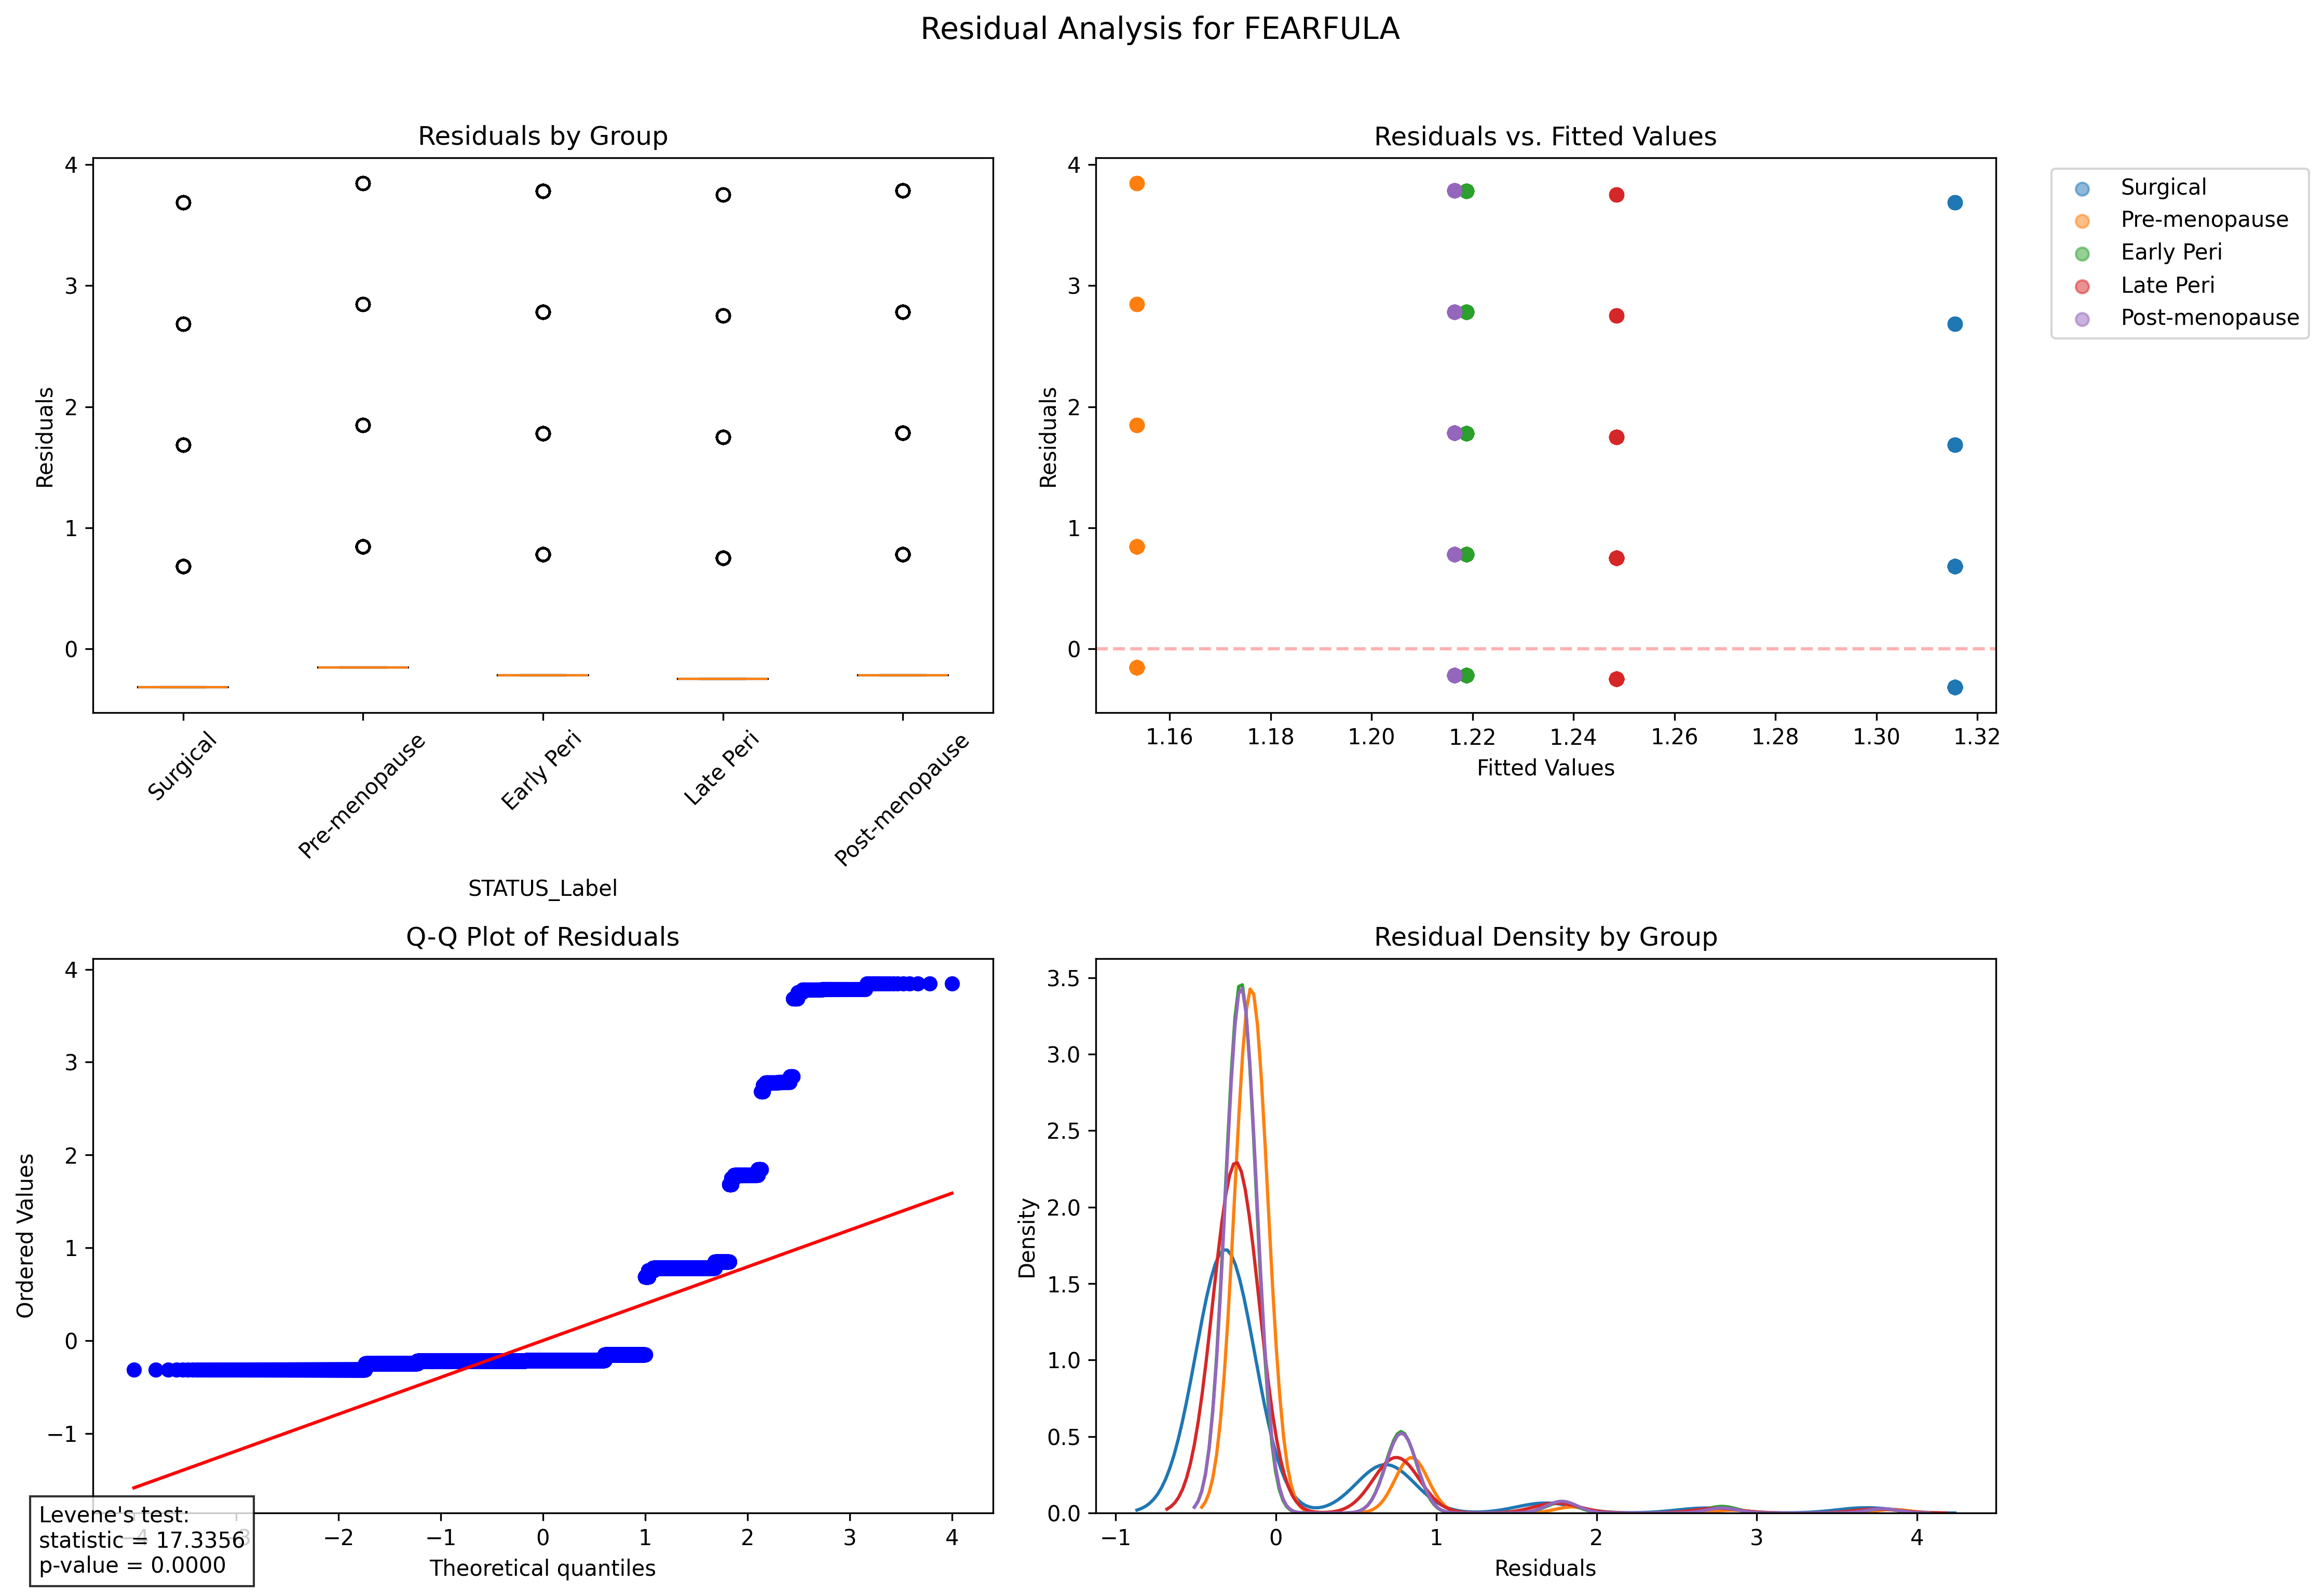 Residual Analysis for FEARFULA
Residuals by Group
Residuals
4
3
2
1
0
Surgical
Pre-menopause
Early Peri
Late Peri
Post-menopause
STATUS_Label
Residuals vs. Fitted Values
Residuals
4
3
2
1
0
1.16 1.18 1.20 1.22 1.24 1.26 1.28 1.30 1.32
Fitted Values
Surgical
Pre-menopause
Early Peri
Late Peri
Post-menopause
Q-Q Plot of Residuals
Ordered Values
4
3
2
1
0
−1
−4 −3 −2 −1 0 1 2 3 4
Theoretical quantiles
Levene's test:
statistic = 17.3356
p-value = 0.0000
Residual Density by Group
Density
3.5
3.0
2.5
2.0
1.5
1.0
0.5
0.0
−1 0 1 2 3 4
Residuals